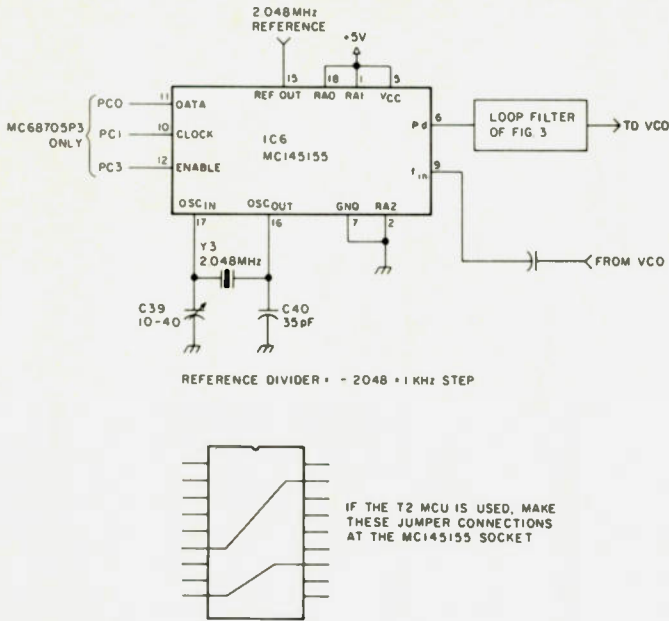 2.048MHz
REFERENCE
+5V
15
18
1
5
REF OUT
RA0
RA1
VCC
MC68705P3
ONLY
PC0
11
DATA
PC1
10
CLOCK
PC3
12
ENABLE
IC6
MC145155
Pd
6
LOOP FILTER
OF FIG. 3
TO VCO
fin
9
OSCIN
OSCOUT
GND
RA2
17
16
7
2
Y3
2.048MHz
FROM VCO
C39
10-40
C40
35pF
REFERENCE DIVIDER = - 2048 = 1 KHz STEP
IF THE T2 MCU IS USED, MAKE
THESE JUMPER CONNECTIONS
AT THE MC145155 SOCKET